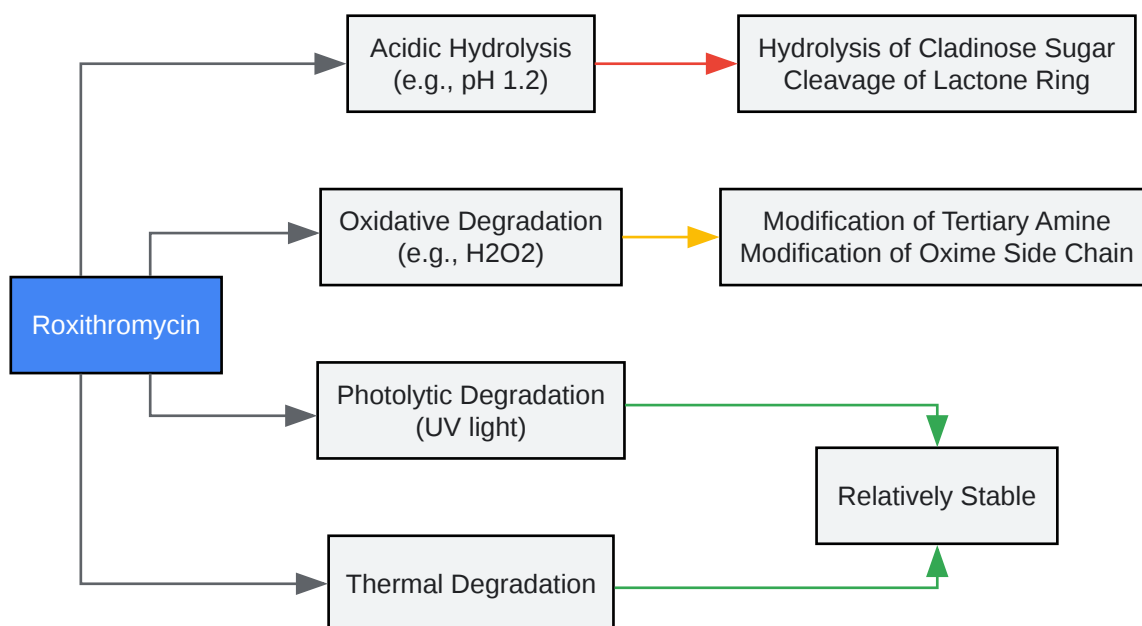 Acidic Hydrolysis
(e.g., pH 1.2)
Hydrolysis of Cladinose Sugar
Cleavage of Lactone Ring
Oxidative Degradation
(e.g., H2O2)
Modification of Tertiary Amine
Modification of Oxime Side Chain
Roxithromycin
Photolytic Degradation
(UV light)
Relatively Stable
Thermal Degradation